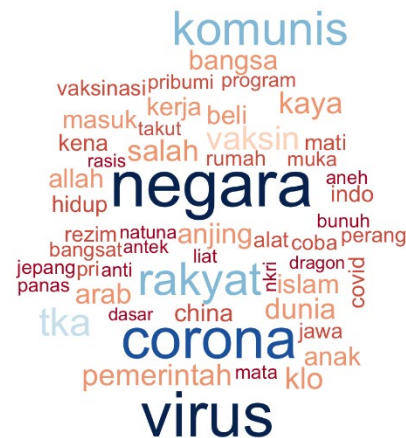 komunis
bangsa
vaksinasi pribumi program
masuk kerja beli kaya
takut
kena salah vaksin mati
rasis rumah muka
allah negara aneh
hidup indo
bunuh
rezim natuna anjing alat coba perang
bangsat antek
jepang pri anti liat nkri dragon covid
panas rakyat islam
arab
tka dasar china dunia
corona jawa
anak
pemerintah mata klo
virus